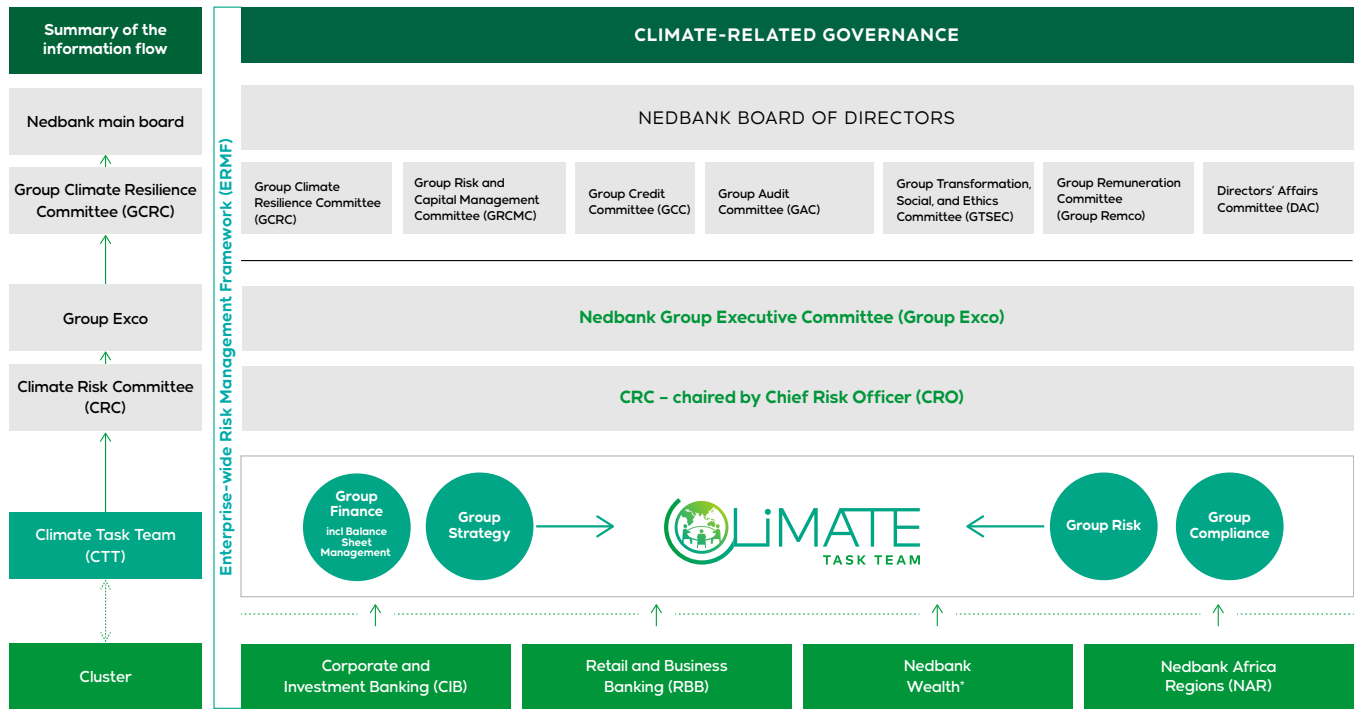 Summary of the
information flow
Nedbank main board
Group Climate Resilience
Committee (GCRC)
Group Exco
Climate Risk Committee
(CRC)
Climate Task Team
(CTT)
Cluster
Enterprise-wide Risk Management Framework (ERMF)
CLIMATE-RELATED GOVERNANCE
NEDBANK BOARD OF DIRECTORS
Group Climate
Resilience Committee
(GCRC)
Group Risk and
Capital Management
Committee (GRCMC)
Group Credit
Committee (GCC)
Group Audit
Committee (GAC)
Group Transformation,
Social, and Ethics
Committee (GTSEC)
Group Remuneration
Committee
(Group Remco)
Directors' Affairs
Committee (DAC)
Nedbank Group Executive Committee (Group Exco)
CRC – chaired by Chief Risk Officer (CRO)
Group
Finance
incl Balance
Sheet
Management
Group
Strategy
CLiMATE
TASK TEAM
Group Risk
Group
Compliance
Corporate and
Investment Banking (CIB)
Retail and Business
Banking (RBB)
Nedbank
Wealth*
Nedbank Africa
Regions (NAR)